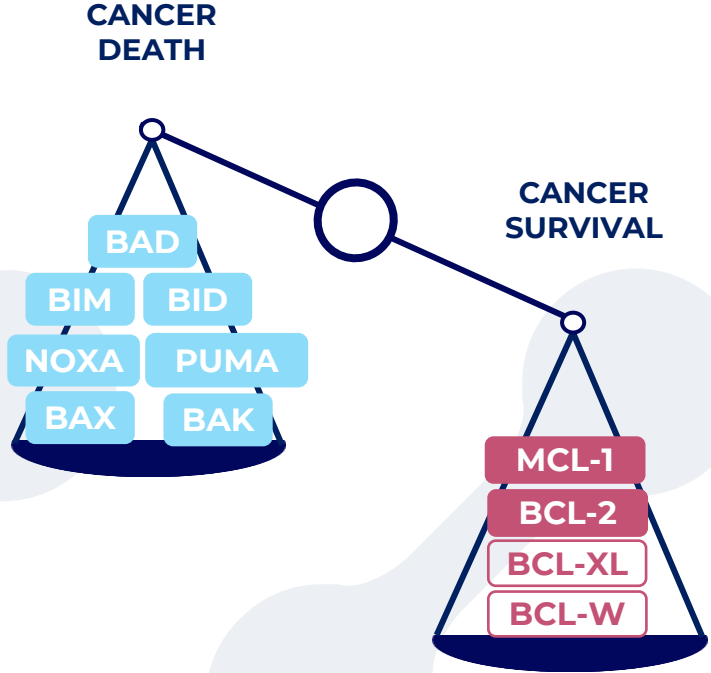 CANCER
DEATH
CANCER
SURVIVAL
BAD
BIM BID
NOXA PUMA
BAX BAK
MCL-1
BCL-2
BCL-XL
BCL-W